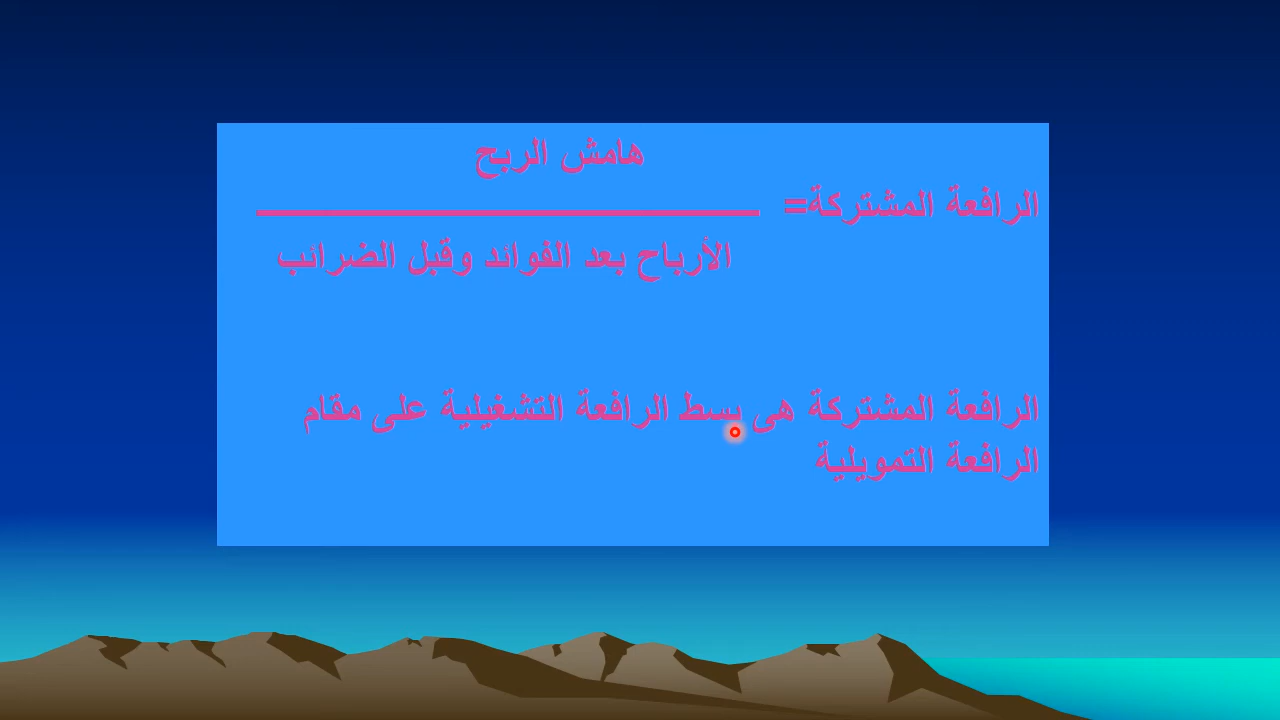 هامش الربح
الرافعة المشتركة=
الأرباح بعد الفوائد وقبل الضرائب
الرافعة المشتركة هى بسط الرافعة التشغيلية على مقام
الرافعة التمويلية